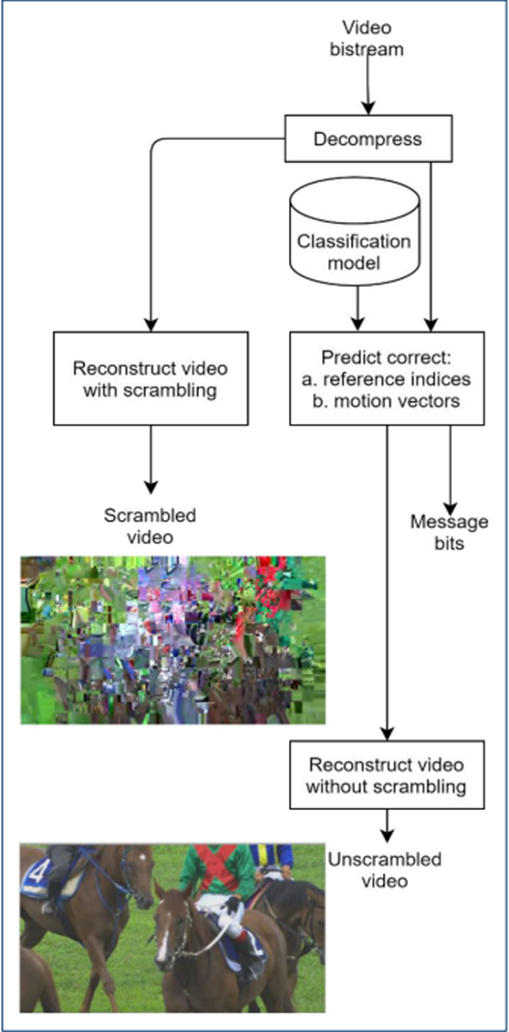 Video
bistream
Decompress
Classification
model
Reconstruct video
with scrambling
Predict correct:
a. reference indices
b. motion vectors
Scrambled
video
Message
bits
Reconstruct video
without scrambling
Unscrambled
video
4